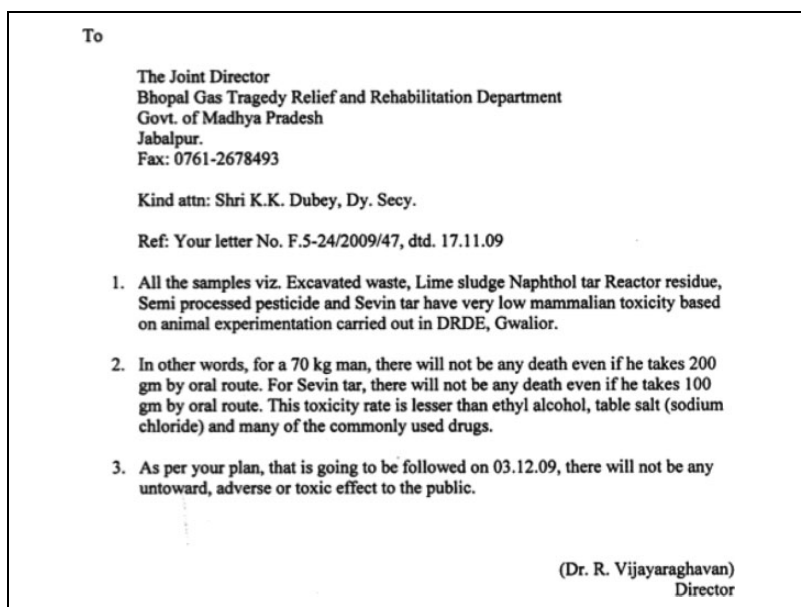 To
The Joint Director
Bhopal Gas Tragedy Relief and Rehabilitation Department
Govt. of Madhya Pradesh
Jabalpur.
Fax: 0761-2678493
Kind attn: Shri K.K. Dubey, Dy. Secy.
Ref: Your letter No. F.5-24/2009/47, dtd. 17.11.09
1. All the samples viz. Excavated waste, Lime sludge Naphthol tar Reactor residue,
Semi processed pesticide and Sevin tar have very low mammalian toxicity based
on animal experimentation carried out in DRDE, Gwalior.
2. In other words, for a 70 kg man, there will not be any death even if he takes 200
gm by oral route. For Sevin tar, there will not be any death even if he takes 100
gm by oral route. This toxicity rate is lesser than ethyl alcohol, table salt (sodium
chloride) and many of the commonly used drugs.
3. As per your plan, that is going to be followed on 03.12.09, there will not be any
untoward, adverse or toxic effect to the public.
(Dr. R. Vijayaraghavan)
Director